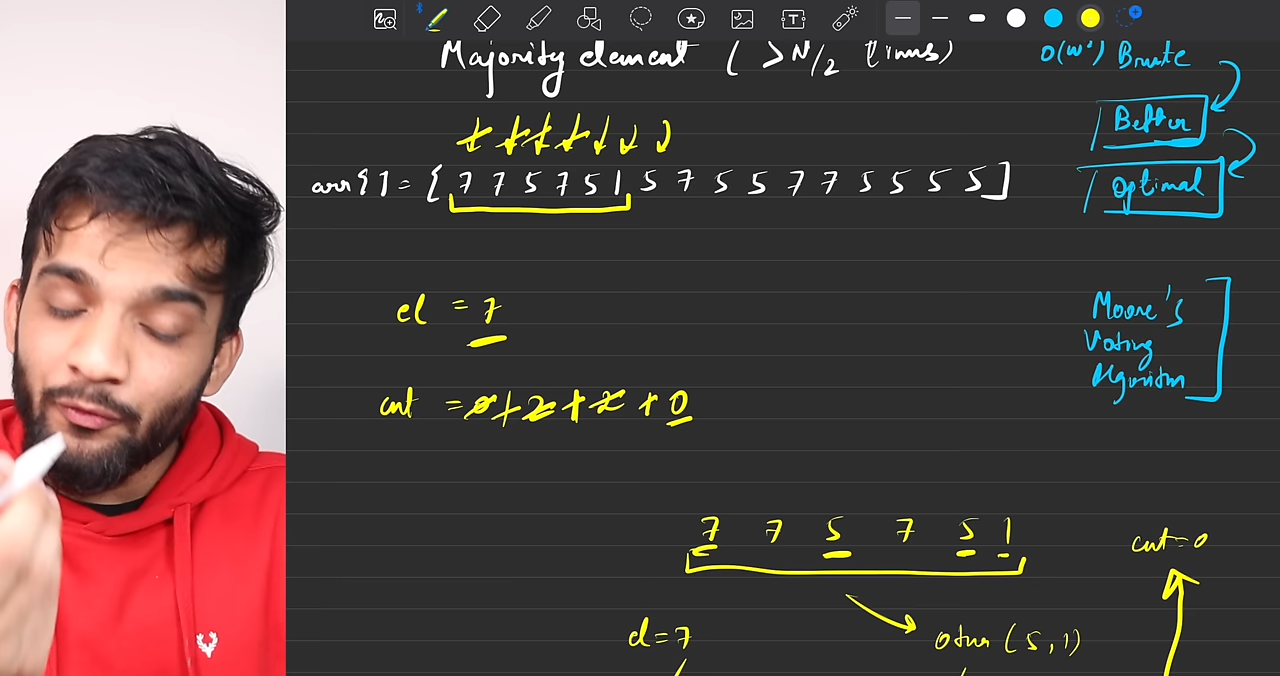 Majority element ( > N/2 times)
O(N²) Brute
Better
Optimal
arr[] = [ 7 7 5 7 5 1 5 7 5 5 7 7 5 5 5 5 ]
el = 7
Moore's
Voting
Algorithm
cnt = 0 1 2 1 2 1 0
7 7 5 7 5 1
cnt=0
el=7
other (5,1)